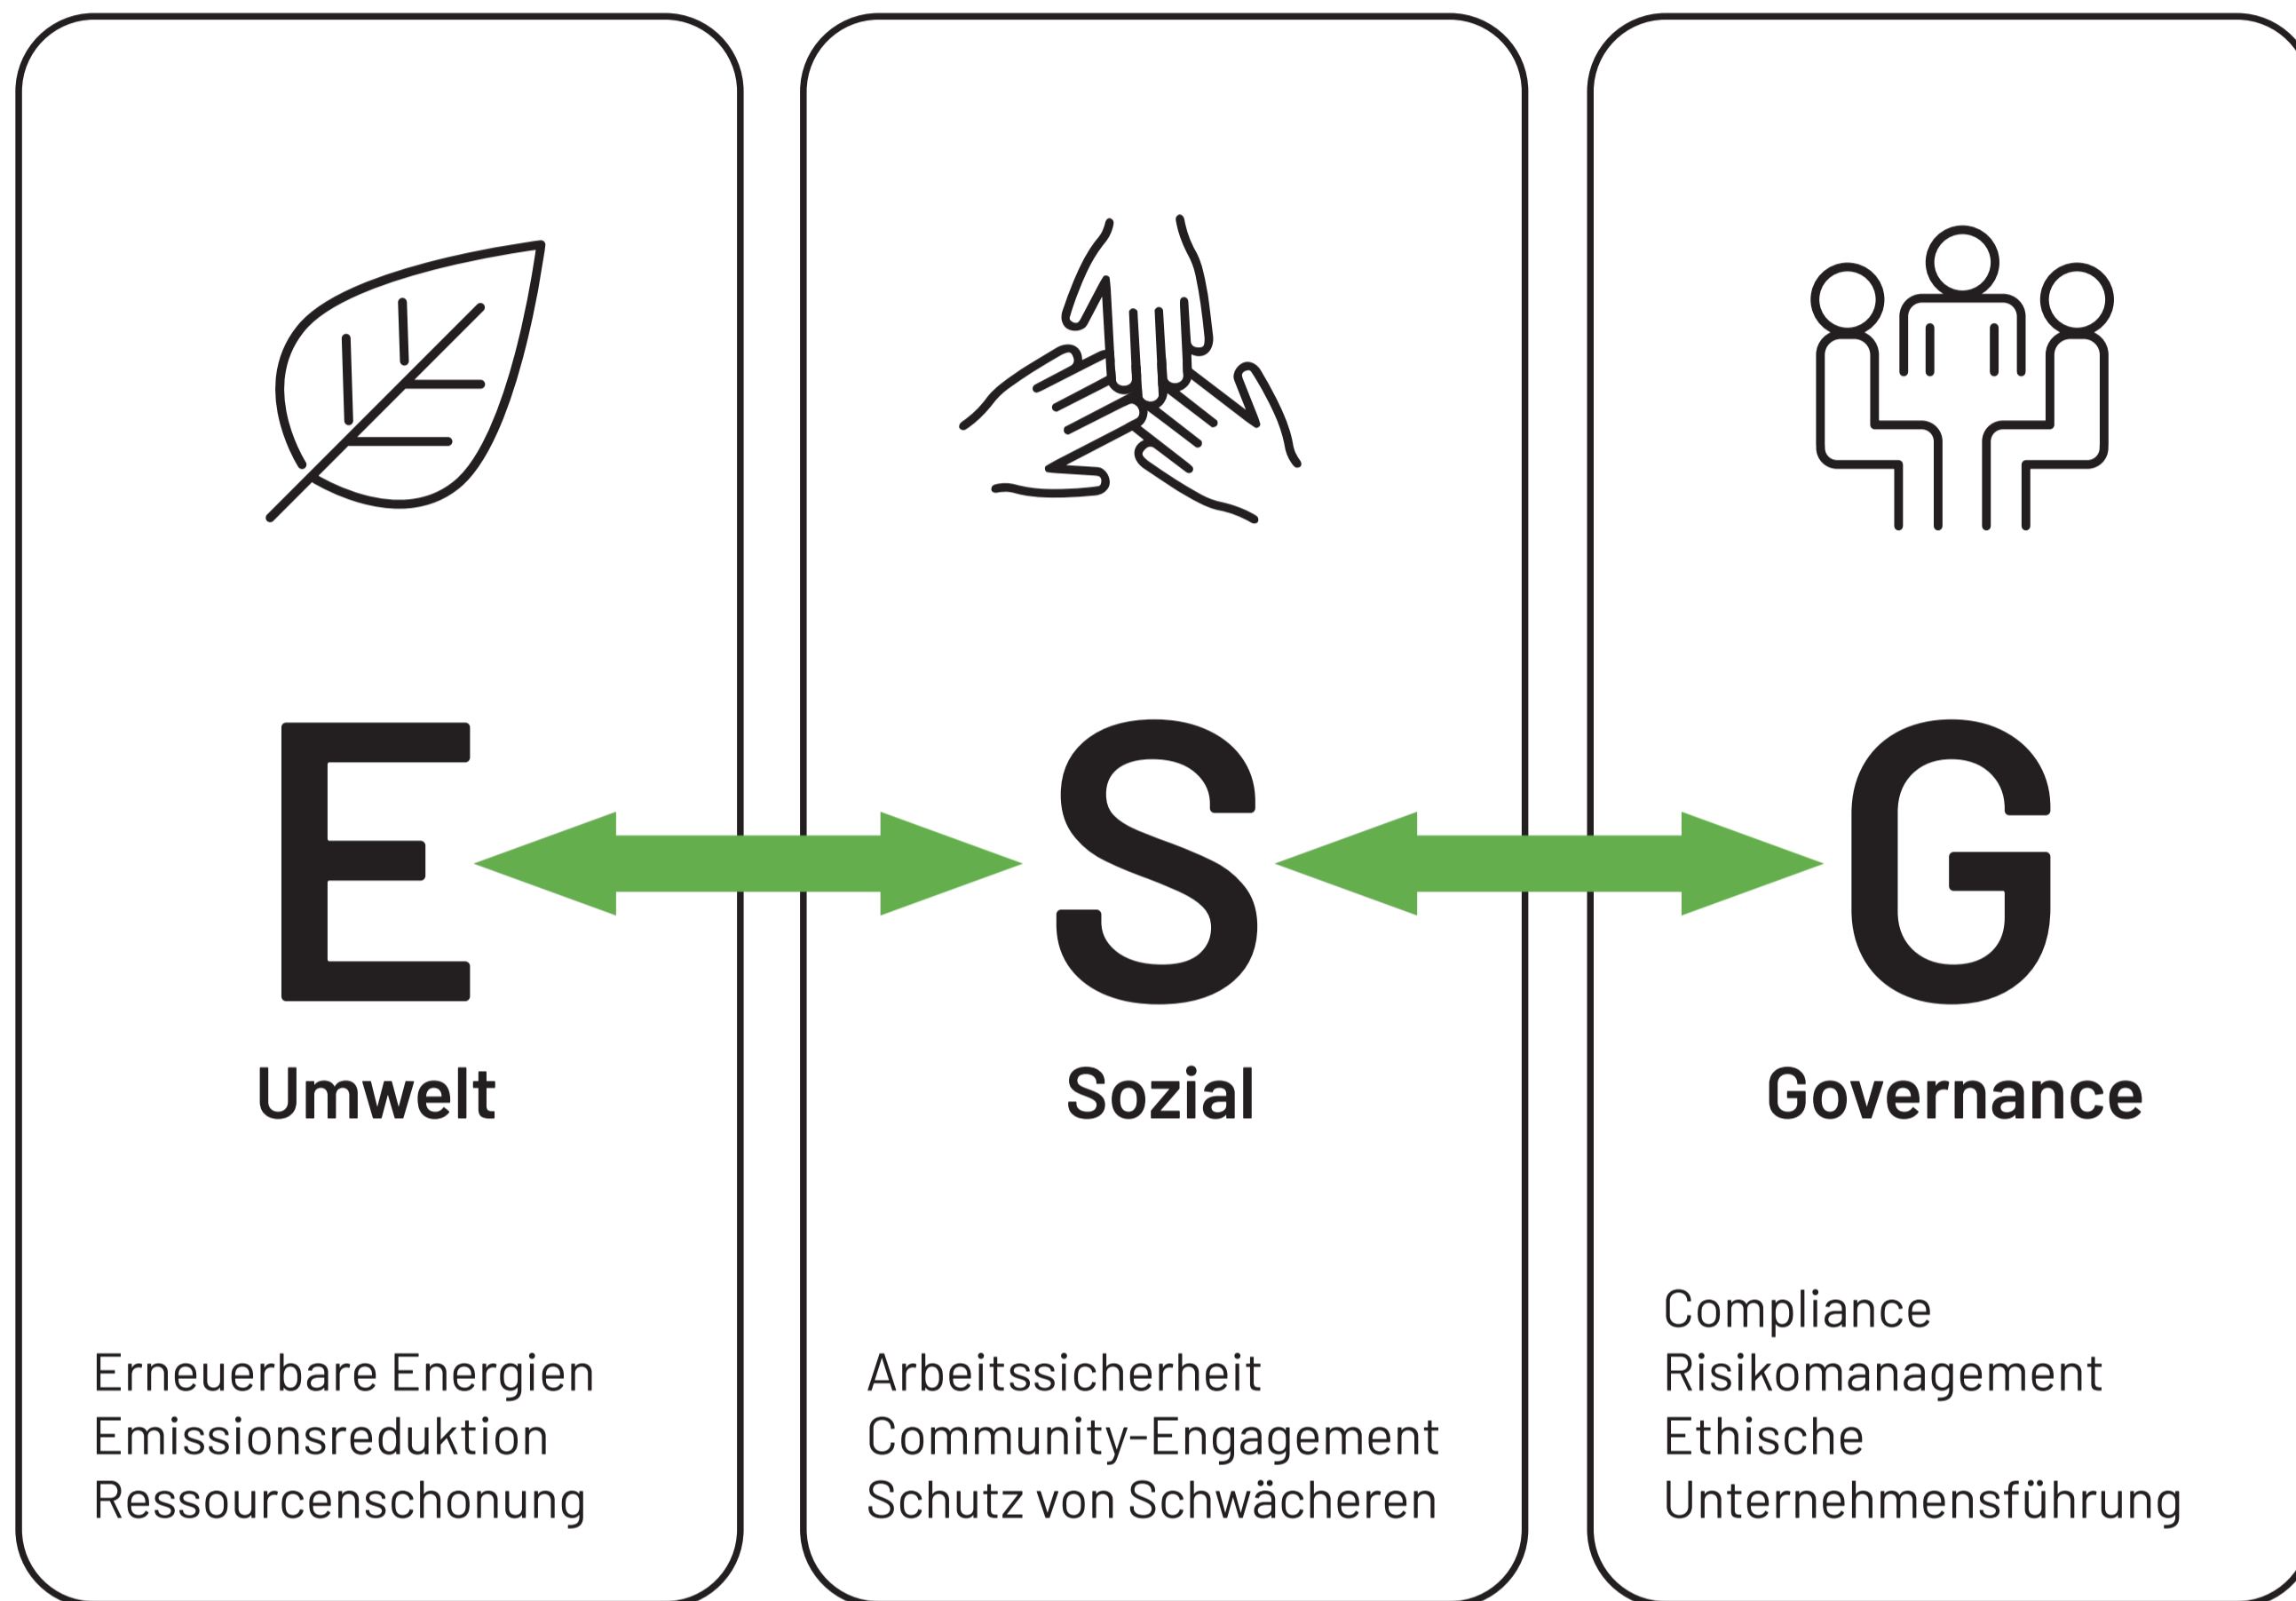 E
Umwelt
Erneuerbare Energien
Emissionsreduktion
Ressourcenschonung
S
Sozial
Arbeitssicherheit
Community-Engagement
Schutz von Schwächeren
G
Governance
Compliance
Risikomanagement
Ethische
Unternehmensführung